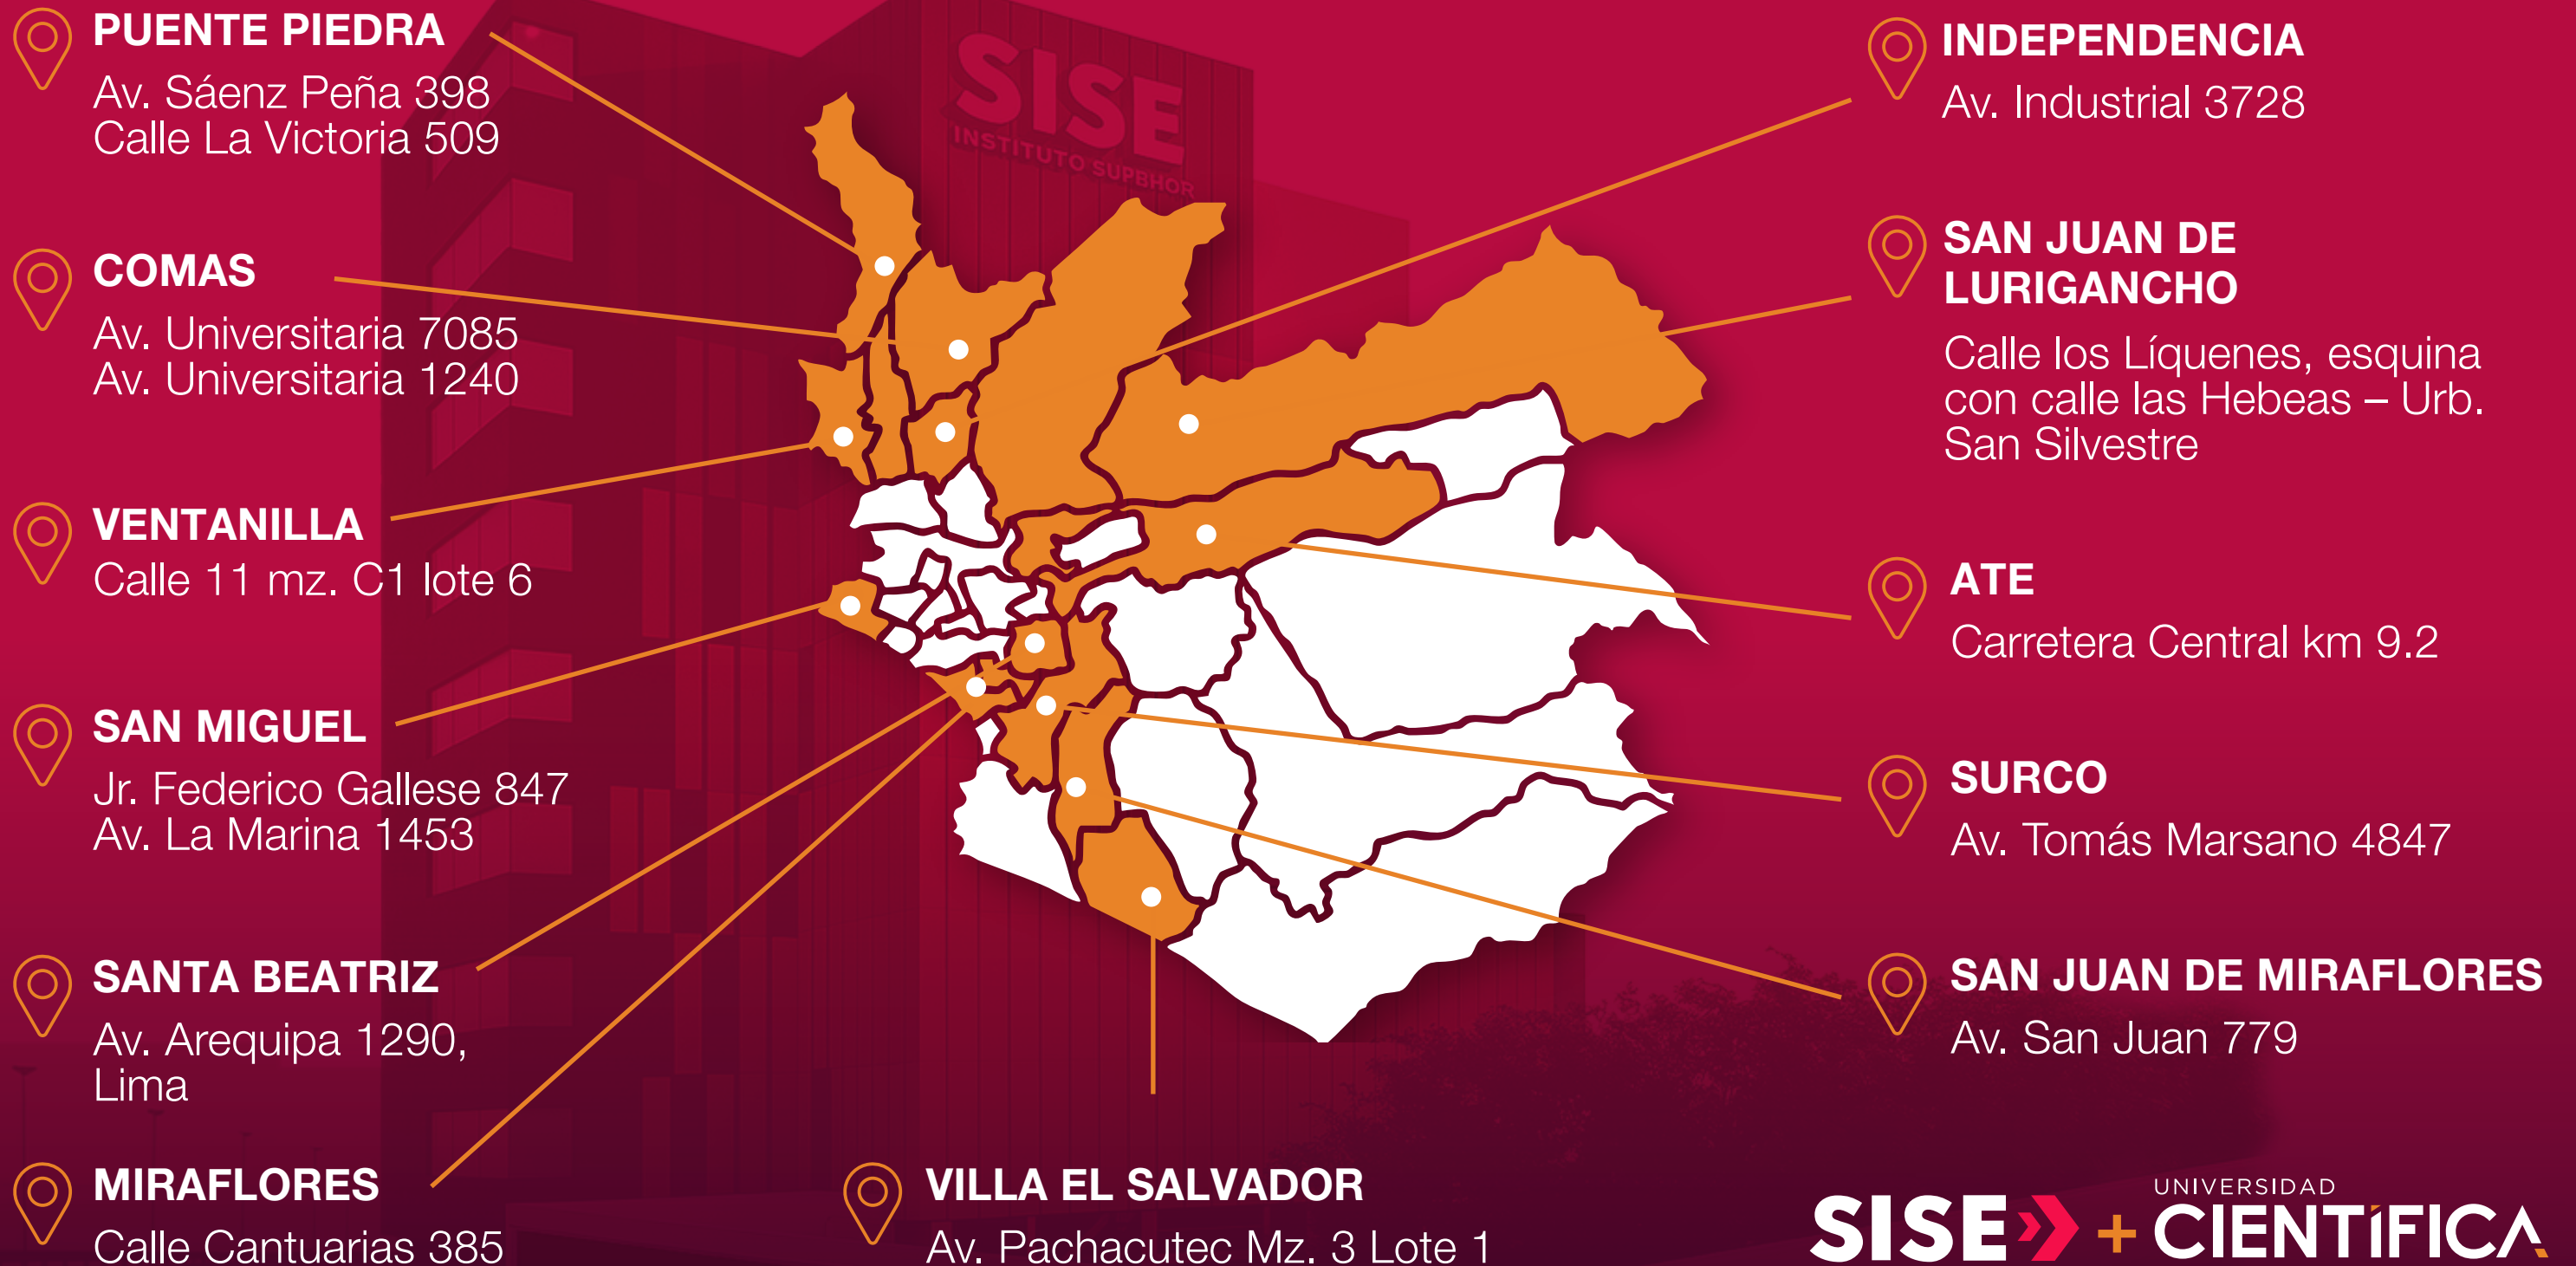 SISE
INSTITUTO SUPBHOR
PUENTE PIEDRA
Av. Sáenz Peña 398
Calle La Victoria 509
COMAS
Av. Universitaria 7085
Av. Universitaria 1240
VENTANILLA
Calle 11 mz. C1 lote 6
SAN MIGUEL
Jr. Federico Gallese 847
Av. La Marina 1453
SANTA BEATRIZ
Av. Arequipa 1290,
Lima
MIRAFLORES
Calle Cantuarias 385
VILLA EL SALVADOR
Av. Pachacutec Mz. 3 Lote 1
INDEPENDENCIA
Av. Industrial 3728
SAN JUAN DE
LURIGANCHO
Calle los Líquenes, esquina
con calle las Hebeas – Urb.
San Silvestre
ATE
Carretera Central km 9.2
SURCO
Av. Tomás Marsano 4847
SAN JUAN DE MIRAFLORES
Av. San Juan 779
SISE + UNIVERSIDAD
CIENTÍFICA